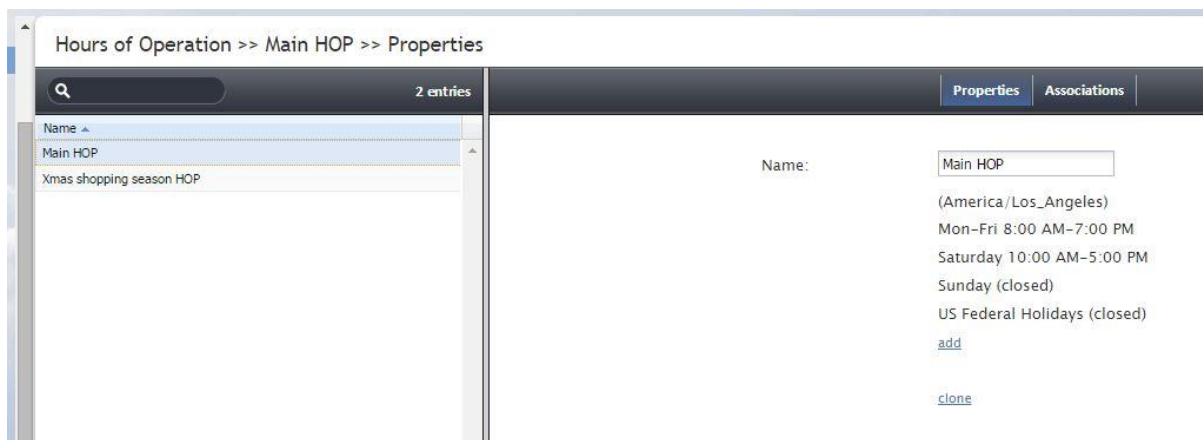 Hours of Operation >> Main HOP >> Properties
2 entries
Properties Associations
Name
Main HOP
Xmas shopping season HOP
Name: Main HOP
(America/Los_Angeles)
Mon-Fri 8:00 AM-7:00 PM
Saturday 10:00 AM-5:00 PM
Sunday (closed)
US Federal Holidays (closed)
add
clone